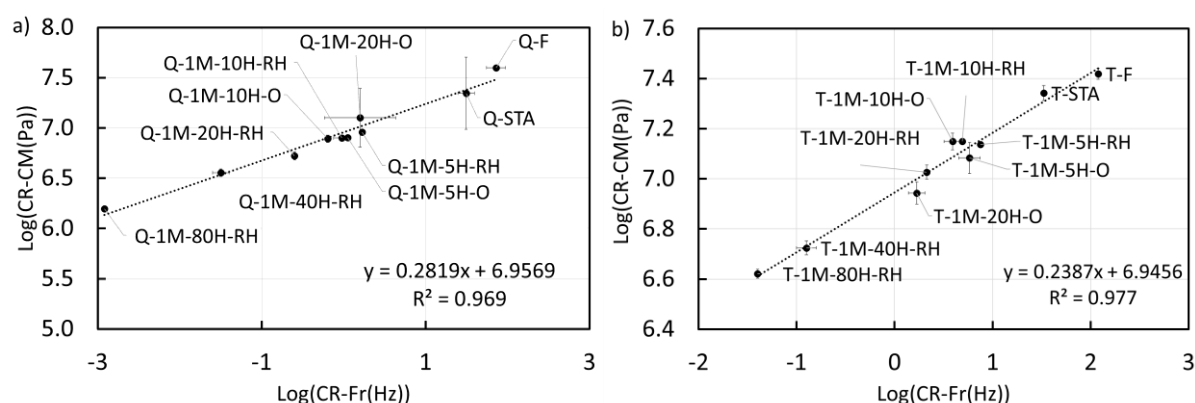 a)
Log(CR-CM(Pa))
8.0
7.5
7.0
6.5
6.0
5.5
5.0
-3
-1
1
3
Log(CR-Fr(Hz))
Q-1M-20H-O
Q-F
Q-1M-10H-RH
Q-1M-10H-O
Q-STA
Q-1M-20H-RH
Q-1M-5H-RH
Q-1M-5H-O
Q-1M-40H-RH
Q-1M-80H-RH
y = 0.2819x + 6.9569
R² = 0.969
b)
Log(CR-CM(Pa))
7.6
7.4
7.2
7.0
6.8
6.6
6.4
-2
-1
0
1
2
3
Log(CR-Fr(Hz))
T-1M-10H-RH
T-F
T-1M-10H-O
T-STA
T-1M-20H-RH
T-1M-5H-RH
T-1M-5H-O
T-1M-20H-O
T-1M-40H-RH
T-1M-80H-RH
y = 0.2387x + 6.9456
R² = 0.977